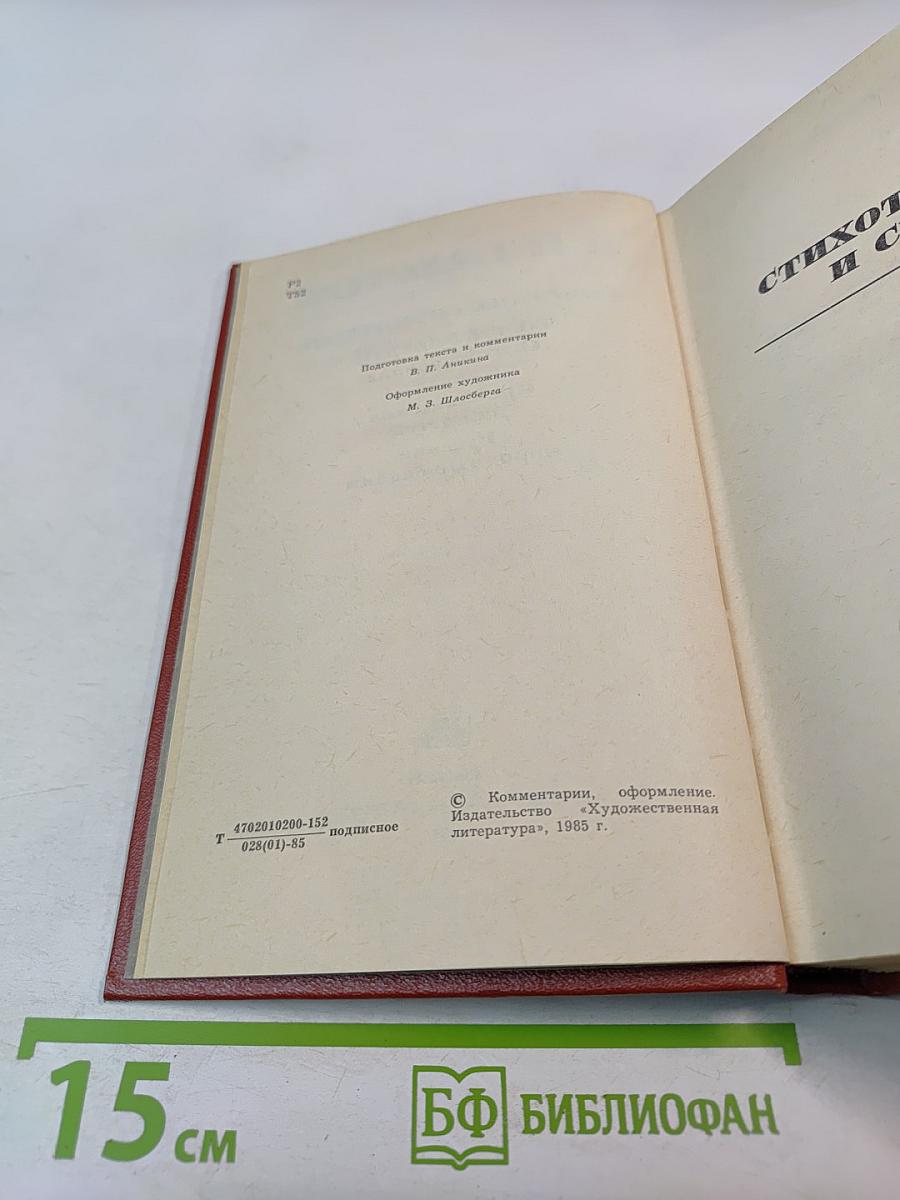 Р2
Т52
Подготовка текста и комментарии
В. П. Аникина
Оформление художника
М. З. Шлосберга
Т 4702010200-152 подписное
028(01)-85
© Комментарии, оформление.
Издательство «Художественная
литература», 1985 г.
И С
15 см
БФ БИБЛИОФАН